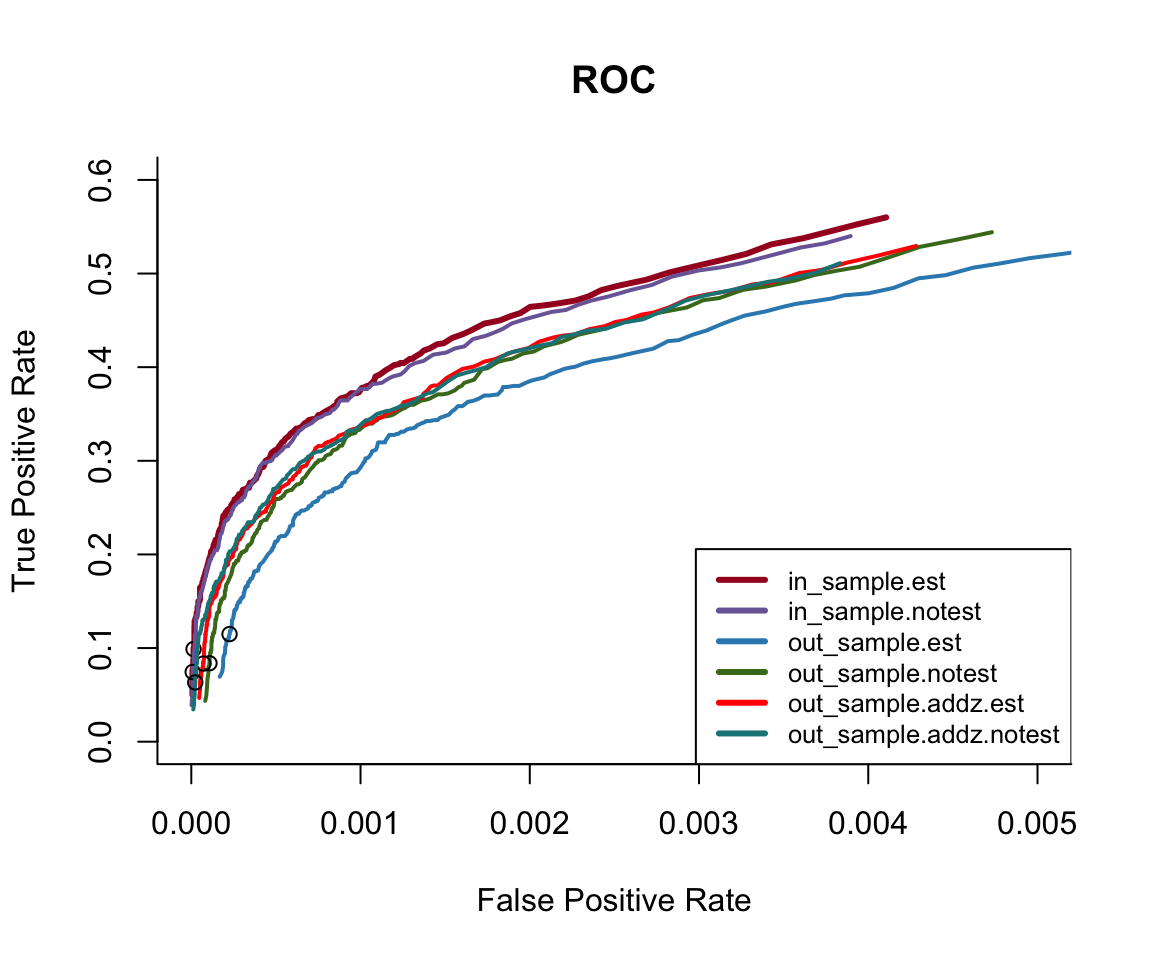 ROC
True Positive Rate
0.6
0.5
0.4
0.3
0.2
0.1
0.0
in_sample.est
in_sample.notest
out_sample.est
out_sample.notest
out_sample.addz.est
out_sample.addz.notest
0.000 0.001 0.002 0.003 0.004 0.005
False Positive Rate